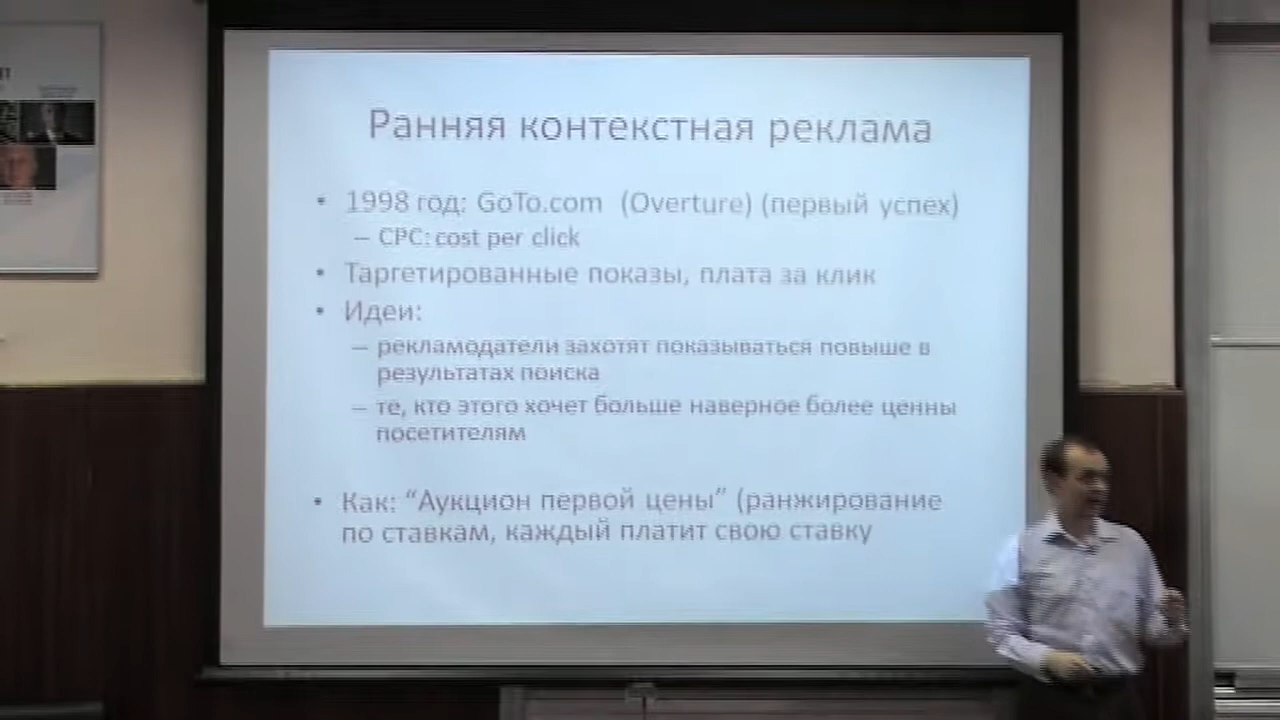 Ранняя контекстная реклама
• 1998 год: GoTo.com (Overture) (первый успех)
– CPC: cost per click
• Таргетированные показы, плата за клик
• Идеи:
– рекламодатели захотят показываться повыше в
результатах поиска
– те, кто этого хочет больше наверное более ценны
посетителям
• Как: “Аукцион первой цены” (ранжирование
по ставкам, каждый платит свою ставку